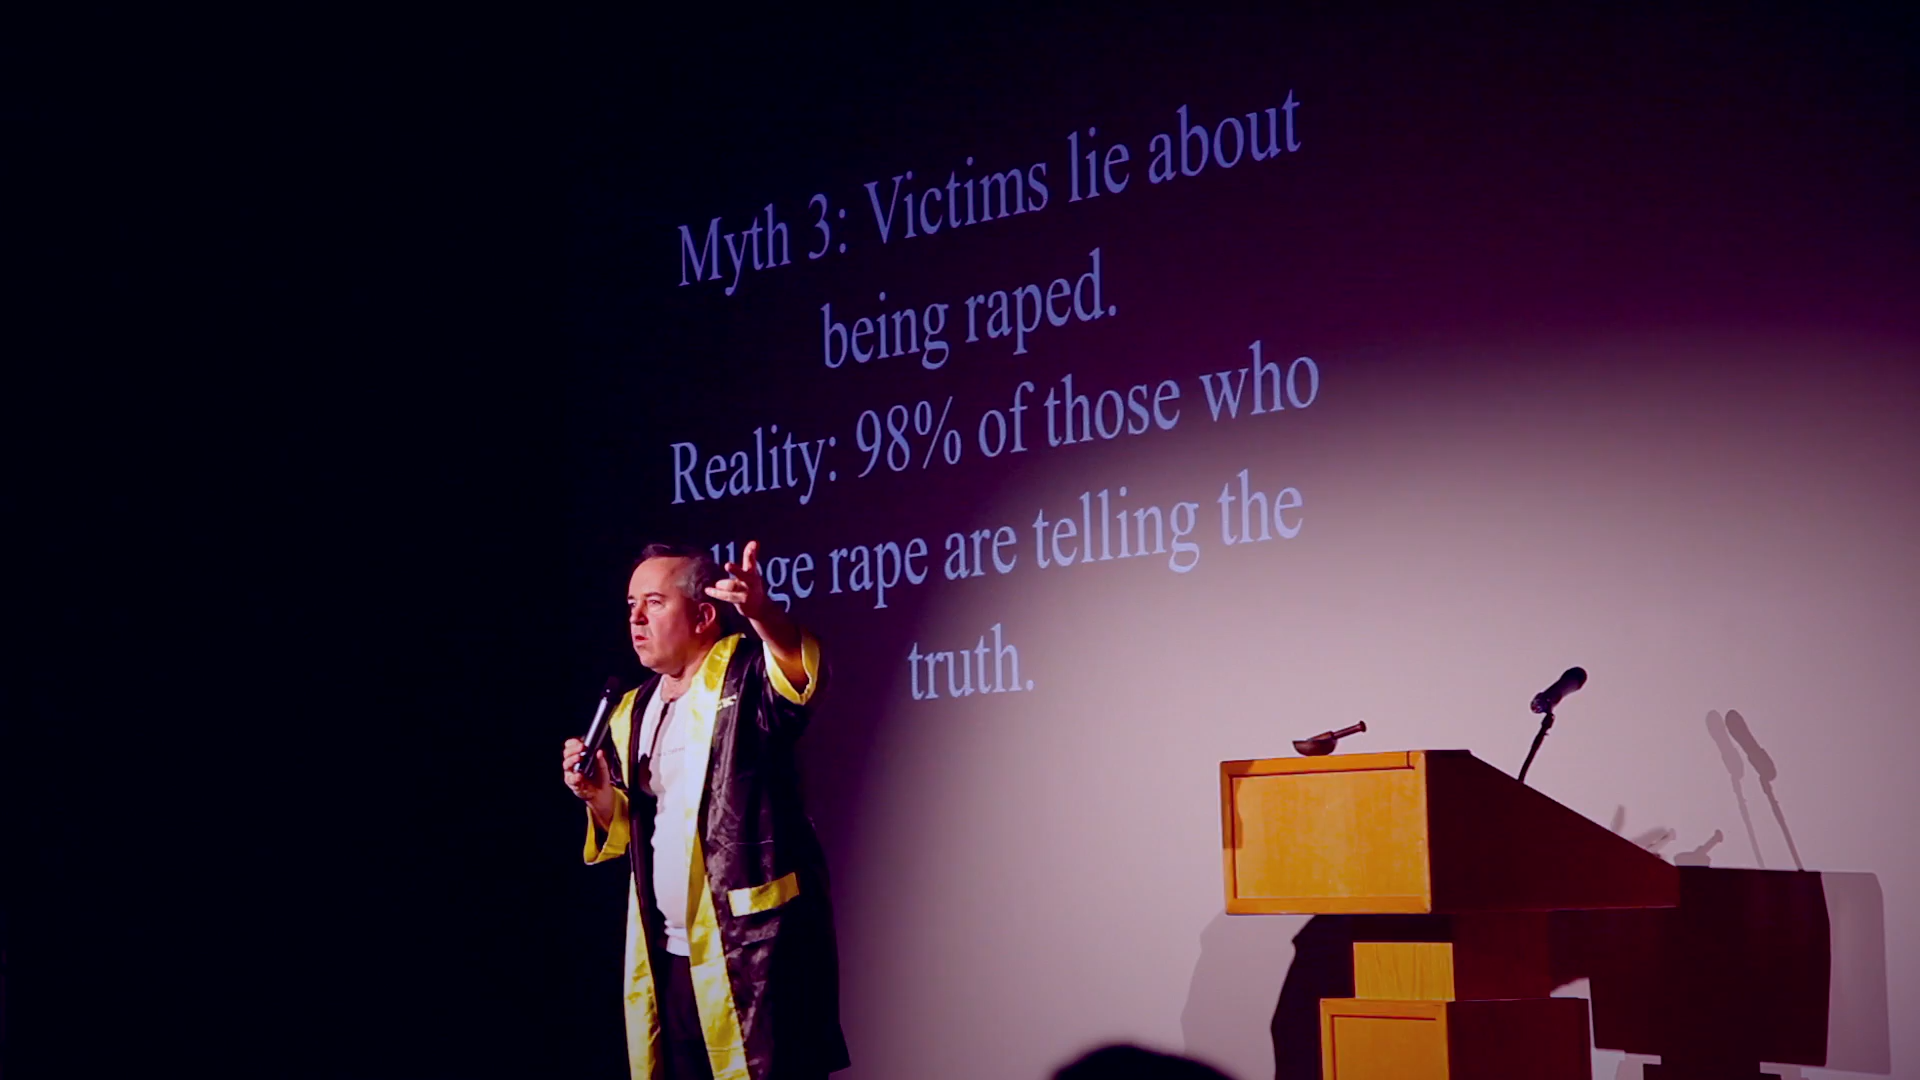 Myth 3: Victims lie about
being raped.
Reality: 98% of those who
rape are telling the
truth.